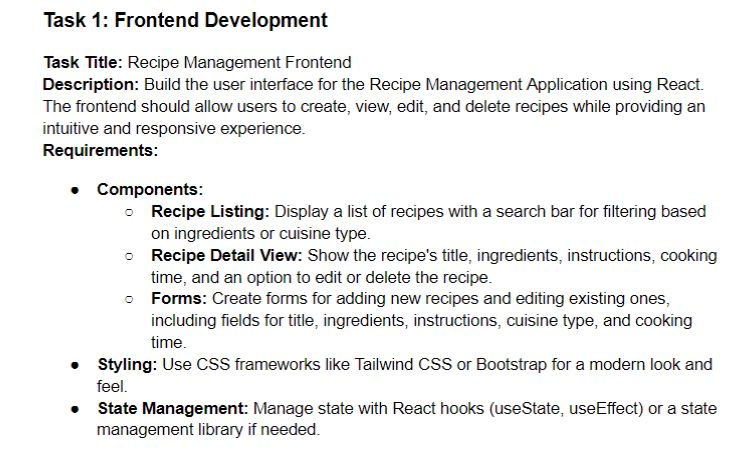 Task 1: Frontend Development
Task Title: Recipe Management Frontend
Description: Build the user interface for the Recipe Management Application using React.
The frontend should allow users to create, view, edit, and delete recipes while providing an
intuitive and responsive experience.
Requirements:
● Components:
○ Recipe Listing: Display a list of recipes with a search bar for filtering based
on ingredients or cuisine type.
○ Recipe Detail View: Show the recipe's title, ingredients, instructions, cooking
time, and an option to edit or delete the recipe.
○ Forms: Create forms for adding new recipes and editing existing ones,
including fields for title, ingredients, instructions, cuisine type, and cooking
time.
● Styling: Use CSS frameworks like Tailwind CSS or Bootstrap for a modern look and
feel.
● State Management: Manage state with React hooks (useState, useEffect) or a state
management library if needed.